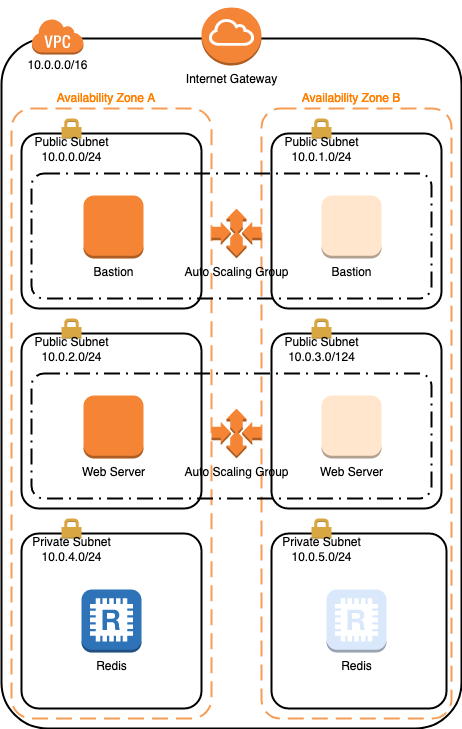 VPC
10.0.0.0/16
Internet Gateway
Availability Zone A
Availability Zone B
Public Subnet
10.0.0.0/24
Public Subnet
10.0.1.0/24
Bastion
Auto Scaling Group
Bastion
Public Subnet
10.0.2.0/24
Public Subnet
10.0.3.0/124
Web Server
Auto Scaling Group
Web Server
Private Subnet
10.0.4.0/24
Private Subnet
10.0.5.0/24
R
Redis
R
Redis